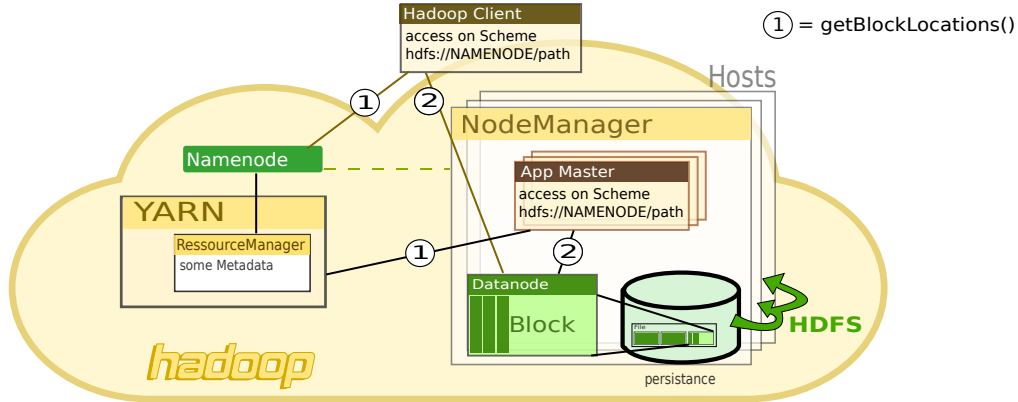 Hadoop Client
access on Scheme
hdfs://NAMENODE/path
1 = getBlockLocations()
Hosts
1
2
NodeManager
Namenode
App Master
access on Scheme
hdfs://NAMENODE/path
YARN
RessourceManager
some Metadata
1
2
Datanode
Block
File
HDFS
hadoop
persistance